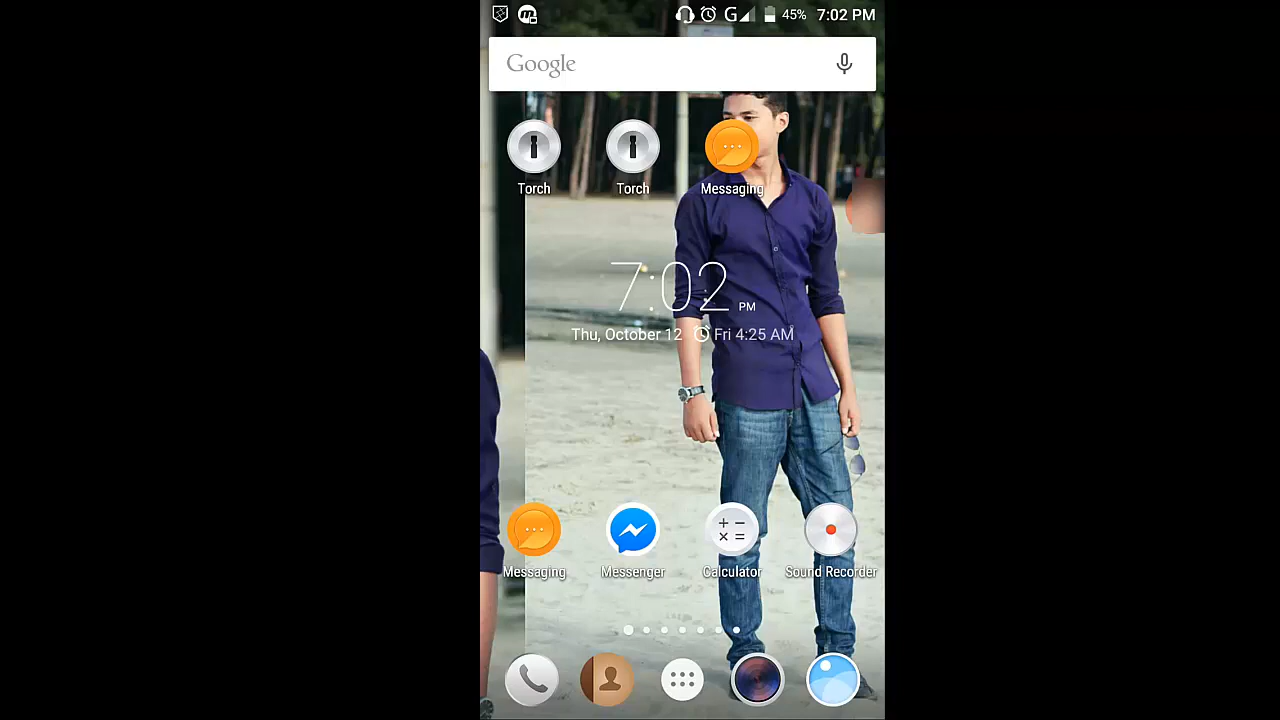 G 45% 7:02 PM
Google
Torch Torch Messaging
7:02 PM
Thu, October 12 Fri 4:25 AM
Messaging Messenger Calculator Sound Recorder